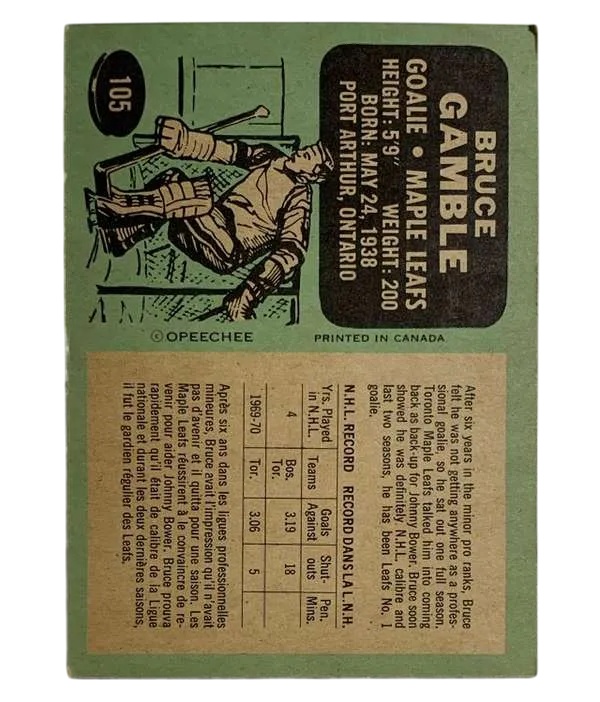 BRUCE
GAMBLE
GOALIE • MAPLE LEAFS
HEIGHT: 5'9" WEIGHT: 200
BORN: MAY 24, 1938
PORT ARTHUR, ONTARIO
105
© OPEECHEE
PRINTED IN CANADA
After six years in the minor pro ranks, Bruce
felt he was not getting anywhere as a profes-
sional goalie, so he sat out one full season.
Toronto Maple Leafs talked him into coming
back as back-up for Johnny Bower. Bruce soon
showed he was definitely N.H.L. calibre and
last two seasons, he has been Leafs No. 1
goalie.
N.H.L. RECORD RECORD DANS LA L.N.H.
Yrs. Played in N.H.L. Teams Goals Against Shut-outs Pen. Mins.
4 Bos. Tor. 3.19 18
1969-70 Tor. 3.06 5
Après six ans dans les ligues professionnelles
mineures, Bruce avait l'impression qu'il n'avait
pas d'avenir et il quitta pour une saison. Les
Maple Leafs réussirent à le convaincre de re-
venir pour aider Johnny Bower. Bruce prouva
rapidement qu'il était de calibre de la Ligue
nationale et durant les deux dernières saisons,
il fut le gardien régulier des Leafs.